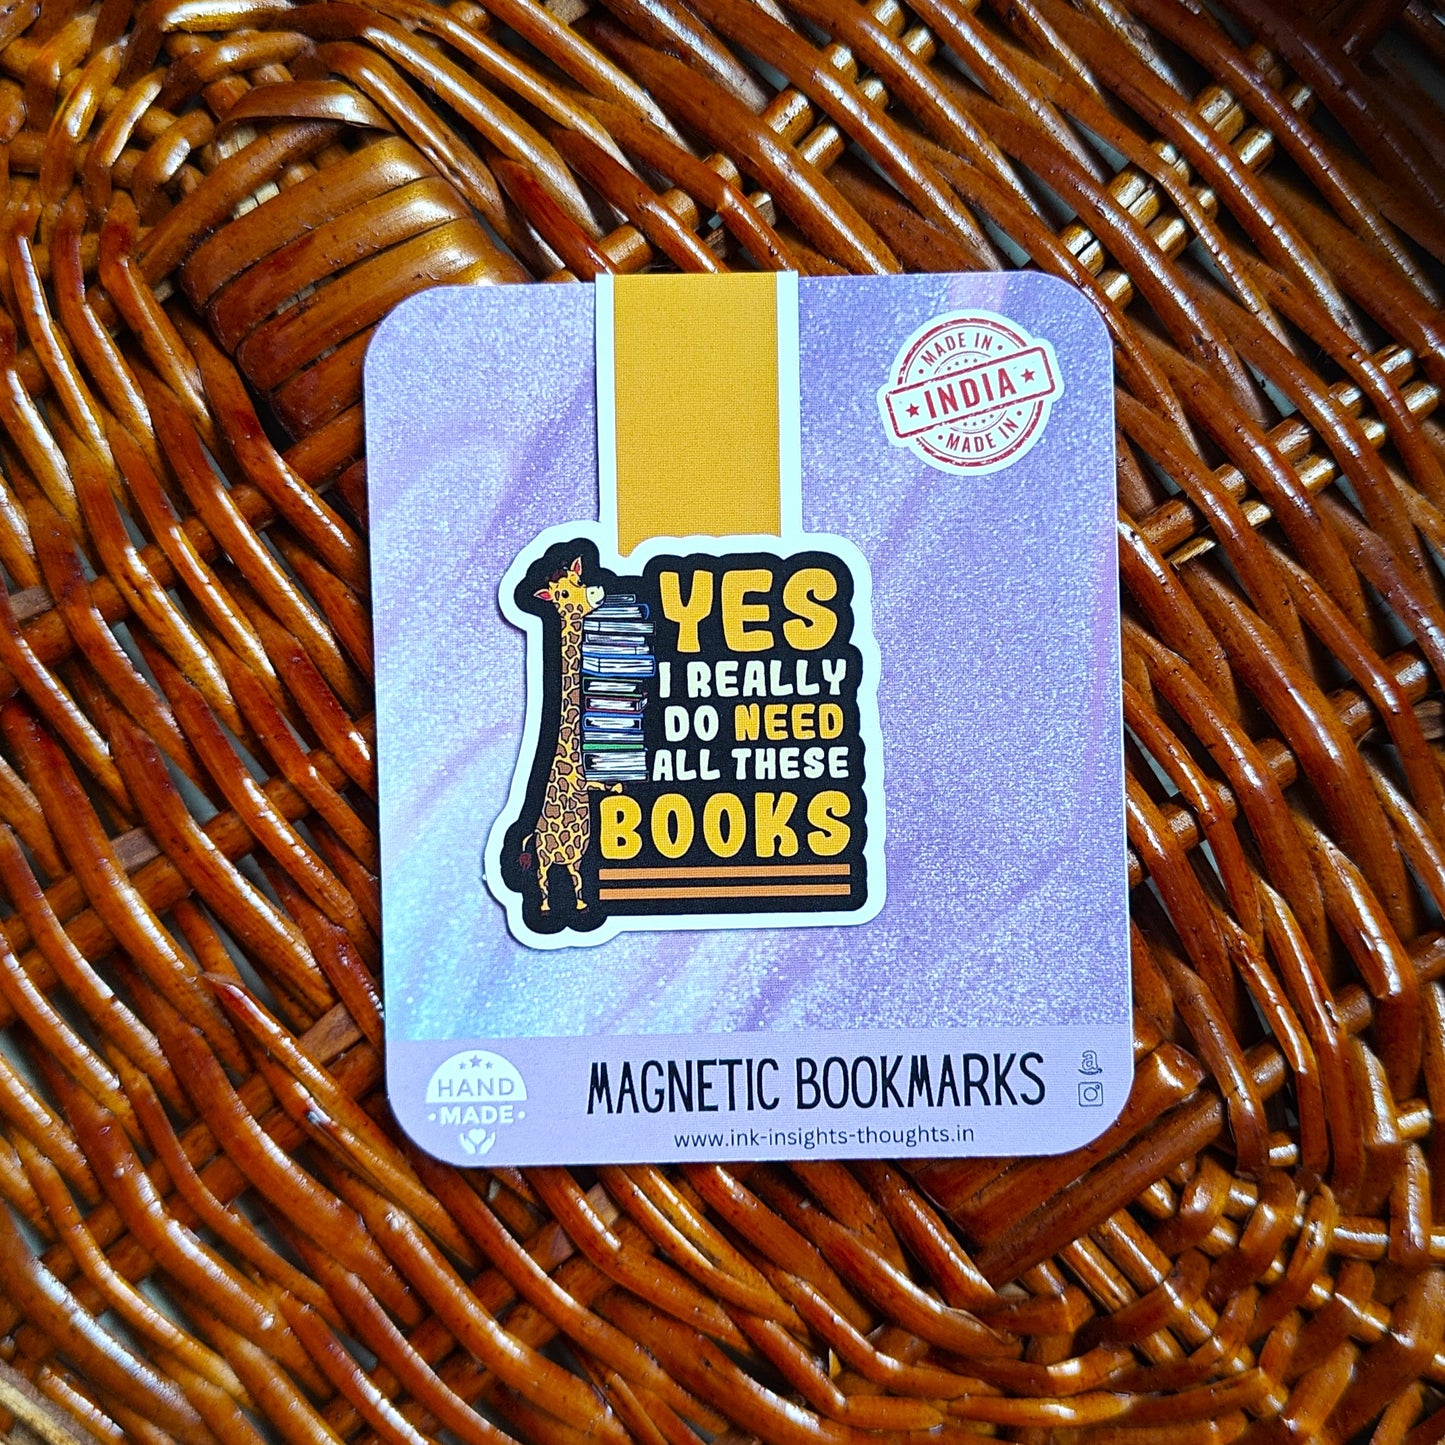 MADE IN
INDIA
MADE IN
YES
I REALLY
DO NEED
ALL THESE
BOOKS
HAND
MADE
MAGNETIC BOOKMARKS
www.ink-insights-thoughts.in